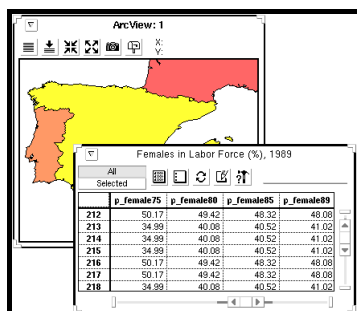 ArcView: 1
X:
Y:
Females in Labor Force (%), 1989
All
Selected
p_female75 p_female80 p_female85 p_female89
212 50.17 49.42 48.32 48.08
213 34.99 40.08 40.52 41.02
214 34.99 40.08 40.52 41.02
215 34.99 40.08 40.52 41.02
216 50.17 49.42 48.32 48.08
217 50.17 49.42 48.32 48.08
218 34.99 40.08 40.52 41.02